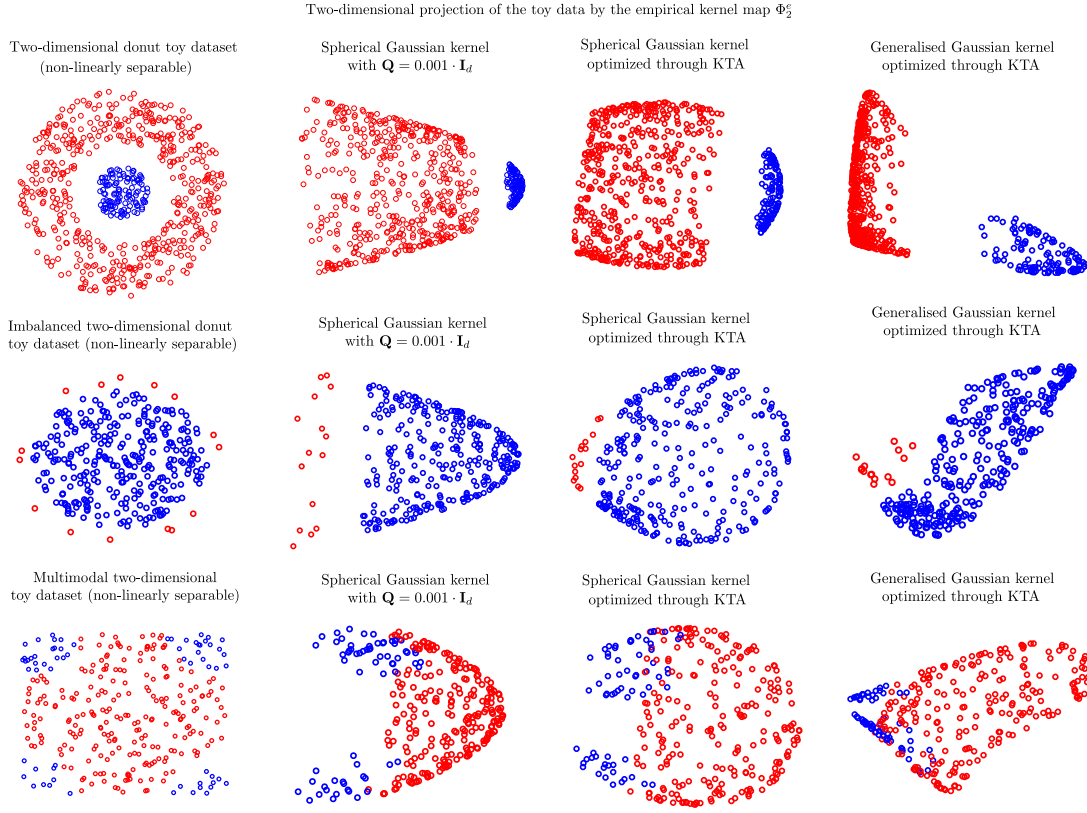 Two-dimensional projection of the toy data by the empirical kernel map Φ₂ᵉ
Two-dimensional donut toy dataset
(non-linearly separable)
Spherical Gaussian kernel
with Q = 0.001 · I_d
Spherical Gaussian kernel
optimized through KTA
Generalised Gaussian kernel
optimized through KTA
Imbalanced two-dimensional donut
toy dataset (non-linearly separable)
Spherical Gaussian kernel
with Q = 0.001 · I_d
Spherical Gaussian kernel
optimized through KTA
Generalised Gaussian kernel
optimized through KTA
Multimodal two-dimensional
toy dataset (non-linearly separable)
Spherical Gaussian kernel
with Q = 0.001 · I_d
Spherical Gaussian kernel
optimized through KTA
Generalised Gaussian kernel
optimized through KTA